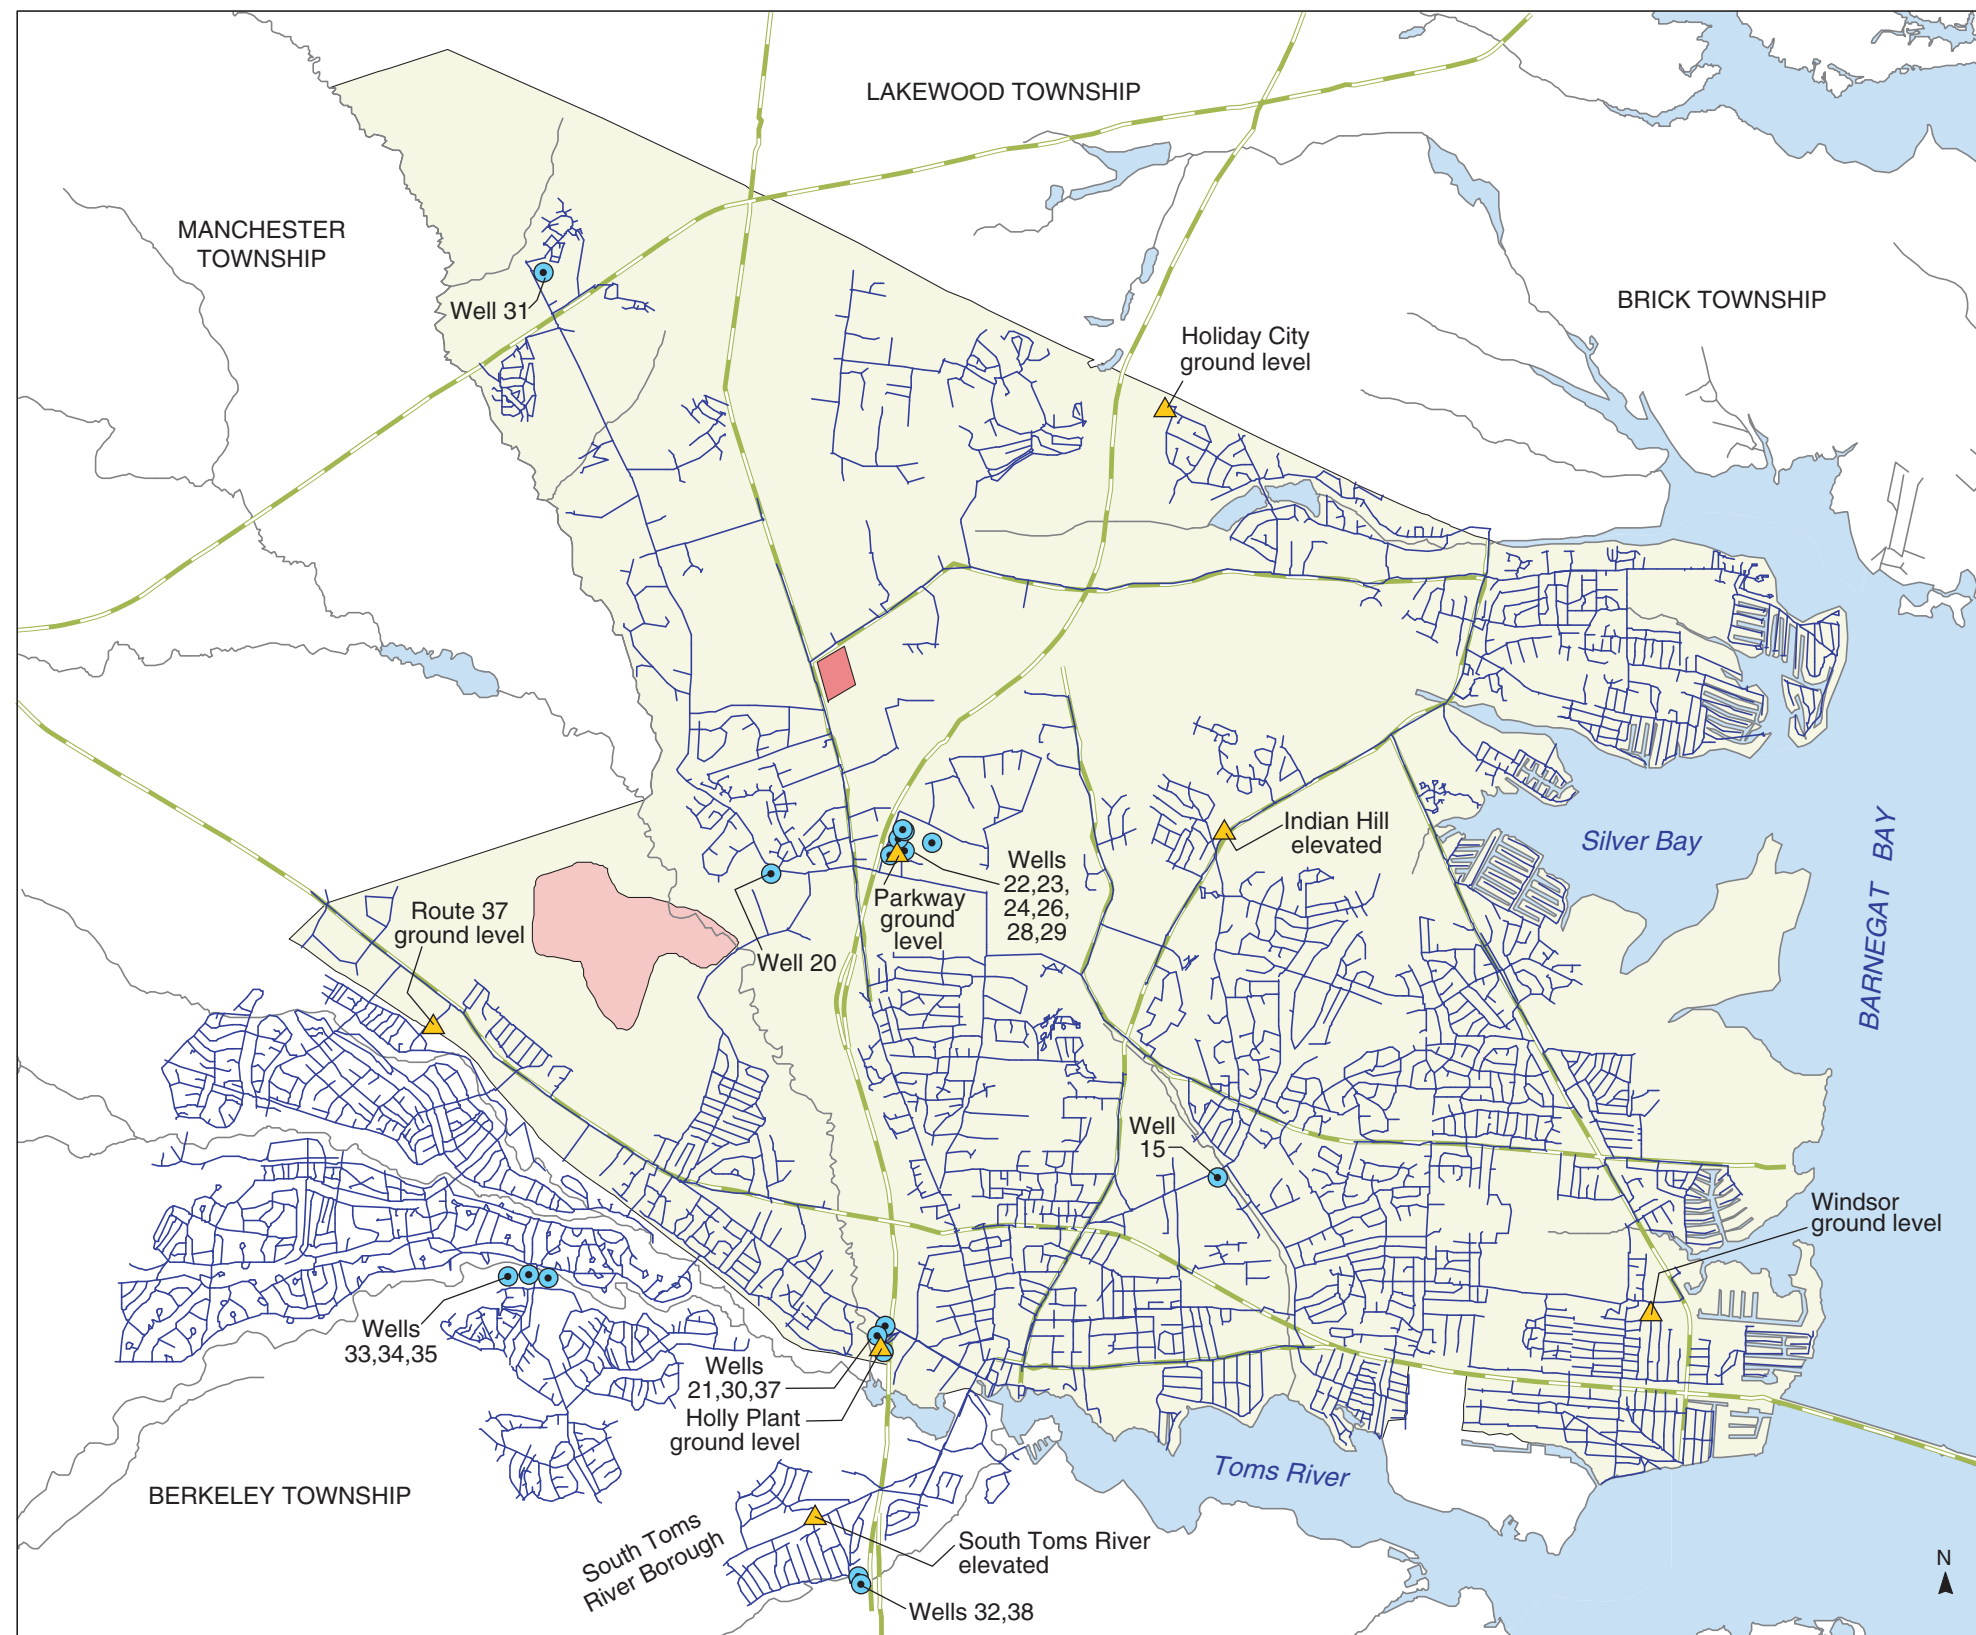 LAKEWOOD TOWNSHIP
MANCHESTER
TOWNSHIP
BRICK TOWNSHIP
Well 31
Holiday City
ground level
Indian Hill
elevated
Silver Bay
BARNEGAT BAY
Wells
22,23,
24,26,
28,29
Parkway
ground
level
Route 37
ground level
Well 20
Well
15
Windsor
ground level
Wells
33,34,35
Wells
21,30,37
Holly Plant
ground level
Toms River
BERKELEY TOWNSHIP
South Toms
River Borough
South Toms River
elevated
Wells 32,38
N